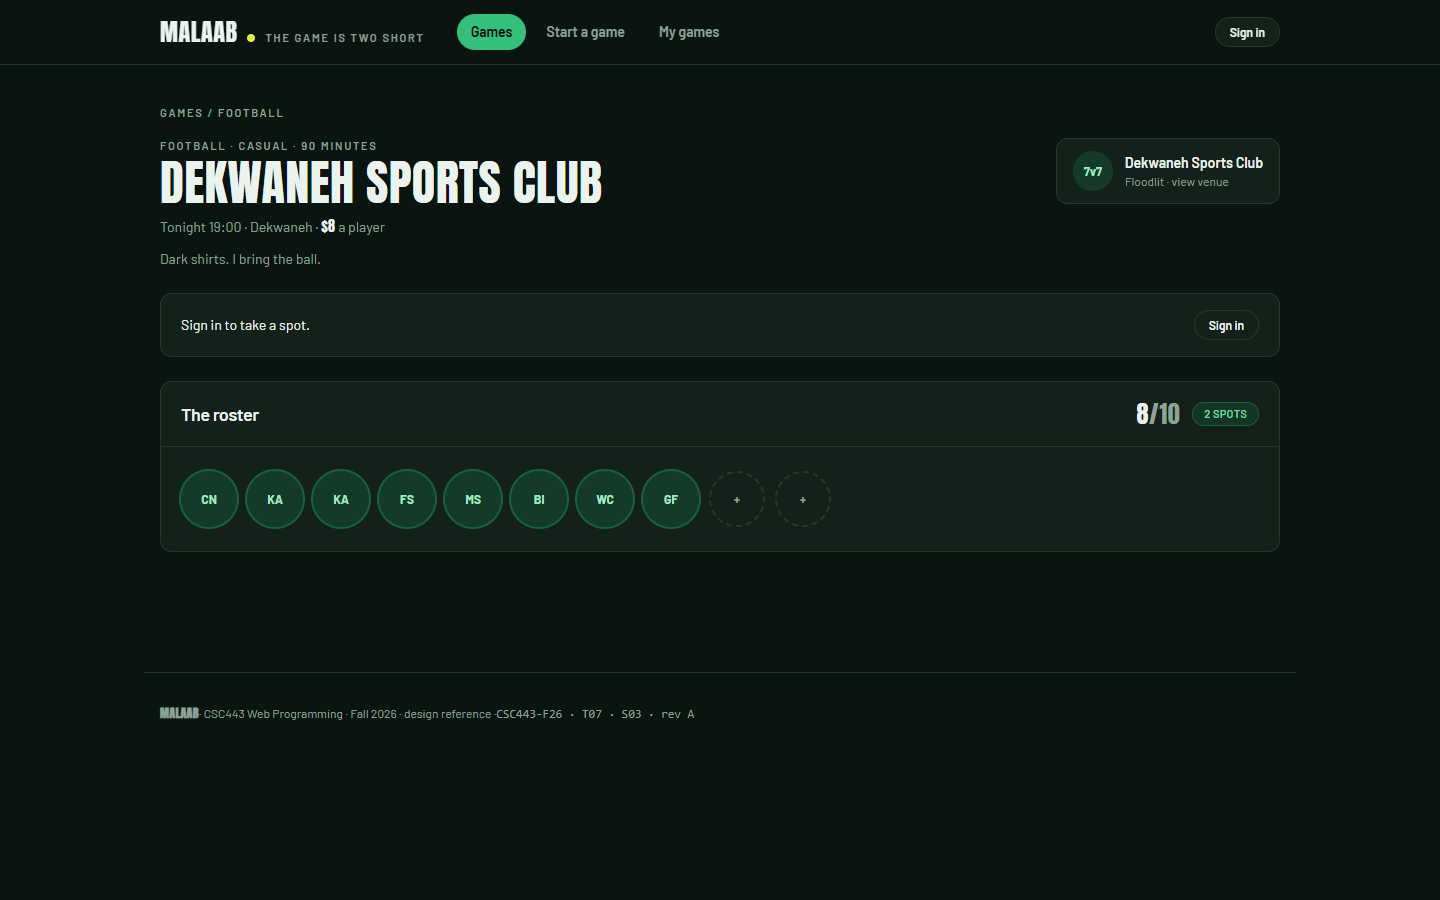 MALAAB THE GAME IS TWO SHORT Games Start a game My games Sign in
GAMES / FOOTBALL
FOOTBALL · CASUAL · 90 MINUTES
DEKWANEH SPORTS CLUB
Tonight 19:00 · Dekwaneh · $8 a player
Dark shirts. I bring the ball.
7v7
Dekwaneh Sports Club
Floodlit · view venue
Sign in to take a spot. Sign in
The roster 8/10 2 SPOTS
CN KA KA FS MS BI WC GF + +
MALAAB · CSC443 Web Programming · Fall 2026 · design reference · CSC443-F26 · T07 · S03 · rev A